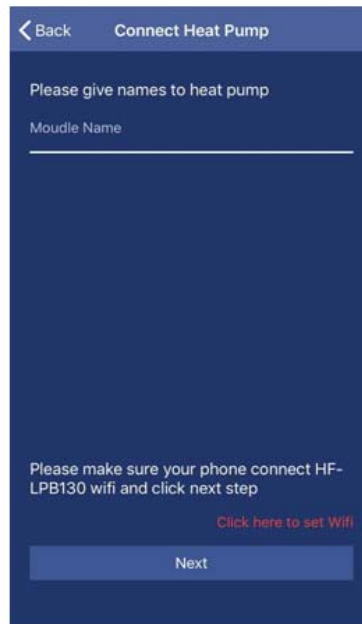 Back Connect Heat Pump
Please give names to heat pump
Moudle Name
Please make sure your phone connect HF-
LPB130 wifi and click next step
Click here to set Wifi
Next